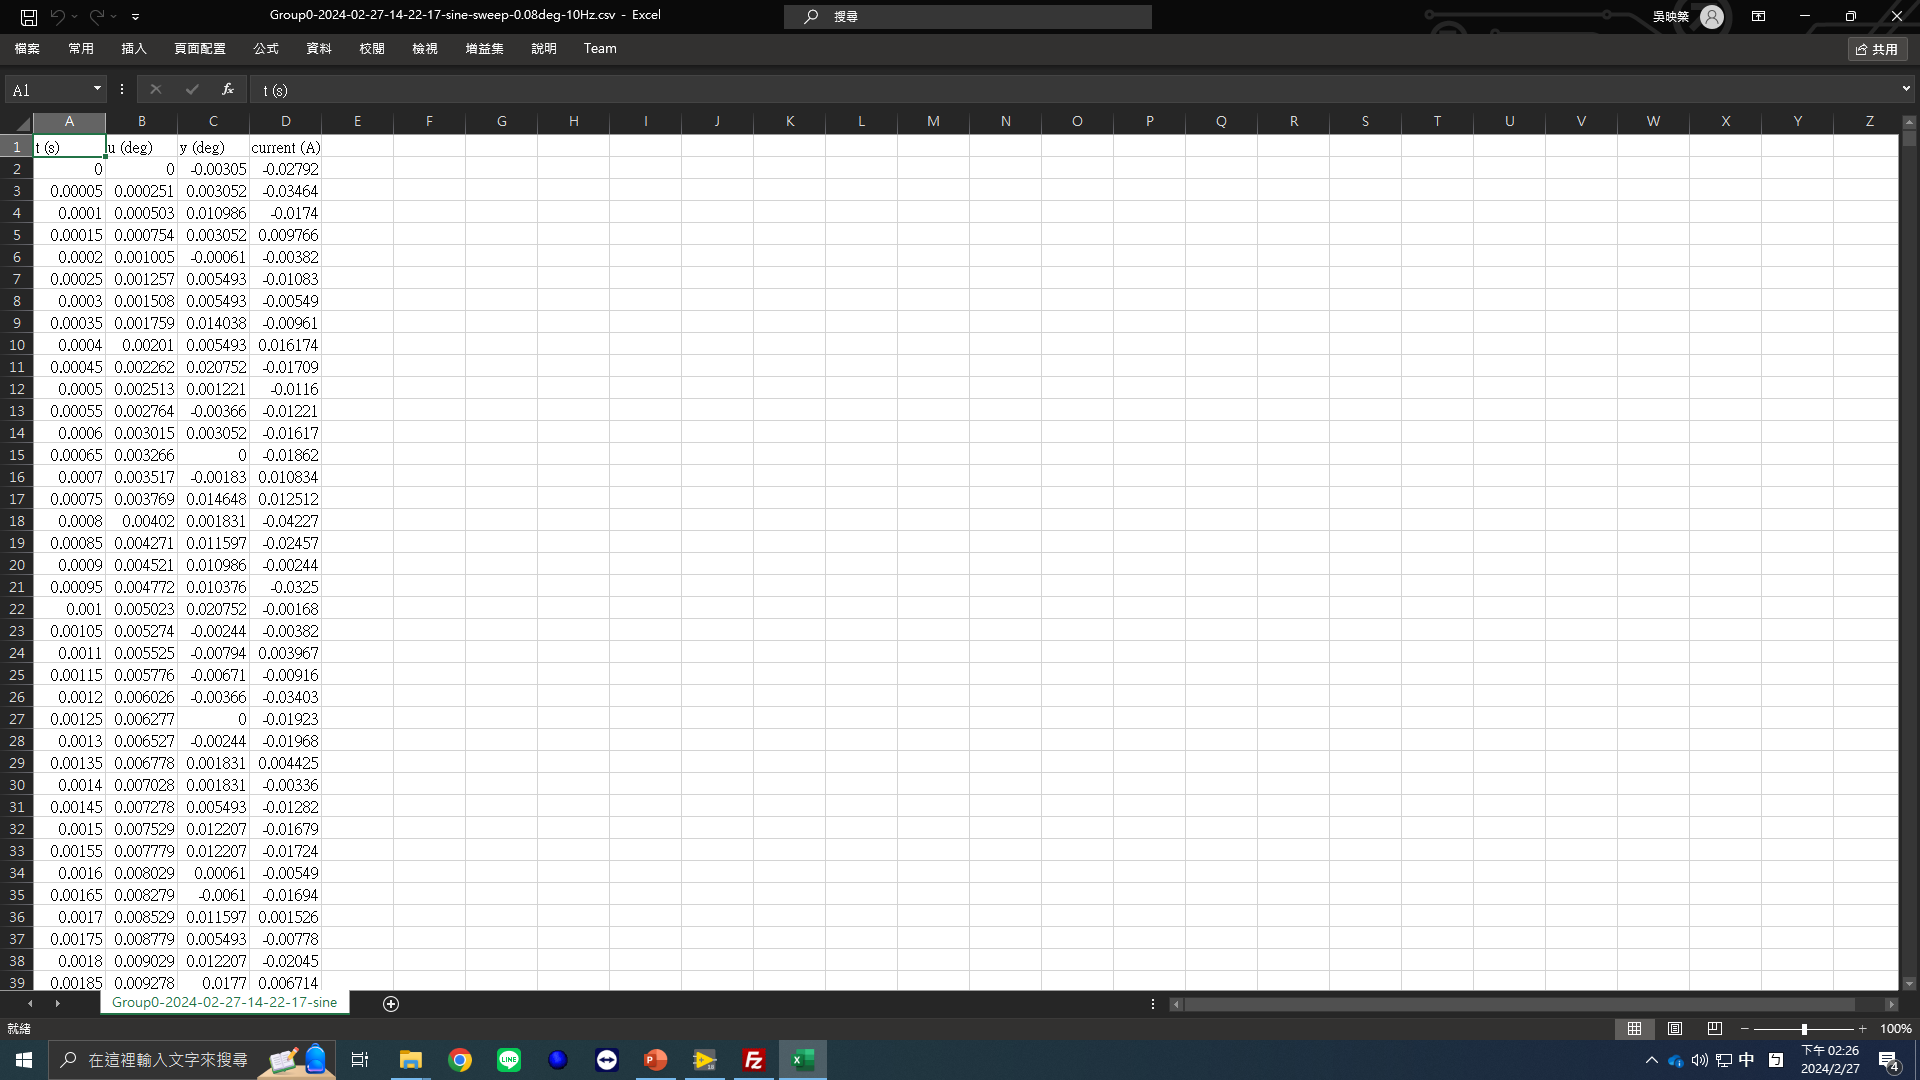 Group0-2024-02-27-14-22-17-sine-sweep-0.08deg-10Hz.csv - Excel
搜尋
吳映築
檔案 常用 插入 頁面配置 公式 資料 校閱 檢視 增益集 說明 Team
共用
A1 fx t (s)
A B C D E F G H I J K L M N O P Q R S T U V W X Y Z
1 t (s) u (deg) y (deg) current (A)
2 0 0 -0.00305 -0.02792
3 0.00005 0.000251 0.003052 -0.03464
4 0.0001 0.000503 0.010986 -0.0174
5 0.00015 0.000754 0.003052 0.009766
6 0.0002 0.001005 -0.00061 -0.00382
7 0.00025 0.001257 0.005493 -0.01083
8 0.0003 0.001508 0.005493 -0.00549
9 0.00035 0.001759 0.014038 -0.00961
10 0.0004 0.00201 0.005493 0.016174
11 0.00045 0.002262 0.020752 -0.01709
12 0.0005 0.002513 0.001221 -0.0116
13 0.00055 0.002764 -0.00366 -0.01221
14 0.0006 0.003015 0.003052 -0.01617
15 0.00065 0.003266 0 -0.01862
16 0.0007 0.003517 -0.00183 0.010834
17 0.00075 0.003769 0.014648 0.012512
18 0.0008 0.00402 0.001831 -0.04227
19 0.00085 0.004271 0.011597 -0.02457
20 0.0009 0.004521 0.010986 -0.00244
21 0.00095 0.004772 0.010376 -0.0325
22 0.001 0.005023 0.020752 -0.00168
23 0.00105 0.005274 -0.00244 -0.00382
24 0.0011 0.005525 -0.00794 0.003967
25 0.00115 0.005776 -0.00671 -0.00916
26 0.0012 0.006026 -0.00366 -0.03403
27 0.00125 0.006277 0 -0.01923
28 0.0013 0.006527 -0.00244 -0.01968
29 0.00135 0.006778 0.001831 0.004425
30 0.0014 0.007028 0.001831 -0.00336
31 0.00145 0.007278 0.005493 -0.01282
32 0.0015 0.007529 0.012207 -0.01679
33 0.00155 0.007779 0.012207 -0.01724
34 0.0016 0.008029 0.00061 -0.00549
35 0.00165 0.008279 -0.0061 -0.01694
36 0.0017 0.008529 0.011597 0.001526
37 0.00175 0.008779 0.005493 -0.00778
38 0.0018 0.009029 0.012207 -0.02045
39 0.00185 0.009278 0.0177 0.006714
Group0-2024-02-27-14-22-17-sine
就緒
100%
在這裡輸入文字來搜尋
LINE
中
下午 02:26
2024/2/27
4